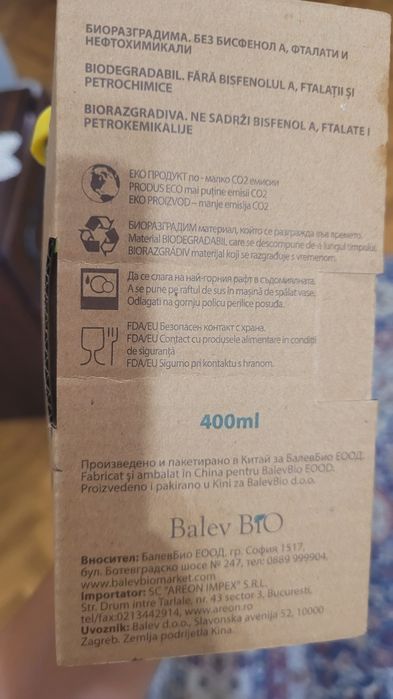 БИОРАЗГРАДИМА. БЕЗ БИСФЕНОЛ А, ФТАЛАТИ И
НЕФТОХИМИКАЛИ
BIODEGRADABIL. FĂRĂ BISFENOLUL A, FTALAȚII ȘI
PETROCHIMICE
BIORAZGRADIVA. NE SADRŽI BISFENOL A, FTALATE I
PETROKEMIKALIJE
ЕКО ПРОДУКТ по - малко CO2 емисии
PRODUS ECO mai puține emisii CO2
EKO PROIZVOD – manje emisija CO2
БИОРАЗГРАДИМ материал, който се разгражда във времето.
Material BIODEGRADABIL care se descompune de-a lungul timpului.
BIORAZGRADIV materijal koji se razgrađuje s vremenom.
Да се слага на най-горния рафт в съдомиялната.
A se pune pe raftul de sus în mașină de spălat vase.
Odlagati na gornju policu perilice posuđa.
FDA/EU Безопасен контакт с храна.
FDA/EU Contact cu produsele alimentare in condiții
de siguranță
FDA/EU Sigurno pri kontaktu s hranom.
400ml
Произведено и пакетирано в Китай за БалевБио ЕООД.
Fabricat și ambalat în China pentru BalevBio EOOD.
Proizvedeno i pakirano u Kini za BalevBio d.o.o.
Balev BIO
Вносител: БалевБио ЕООД, гр. София 1517,
бул. Ботевградско шосе № 247, тел: 0889 999904,
www.balevbiomarket.com
Importator: SC "AREON IMPEX" S.R.L.
Str. Drum intre Tarlale, nr. 43 sector 3, Bucuresti,
tel/fax:0213442914, www.areon.ro
Uvoznik: Balev d.o.o., Slavonska avenija 52, 10000
Zagreb. Zemlja podrijetla Kina.